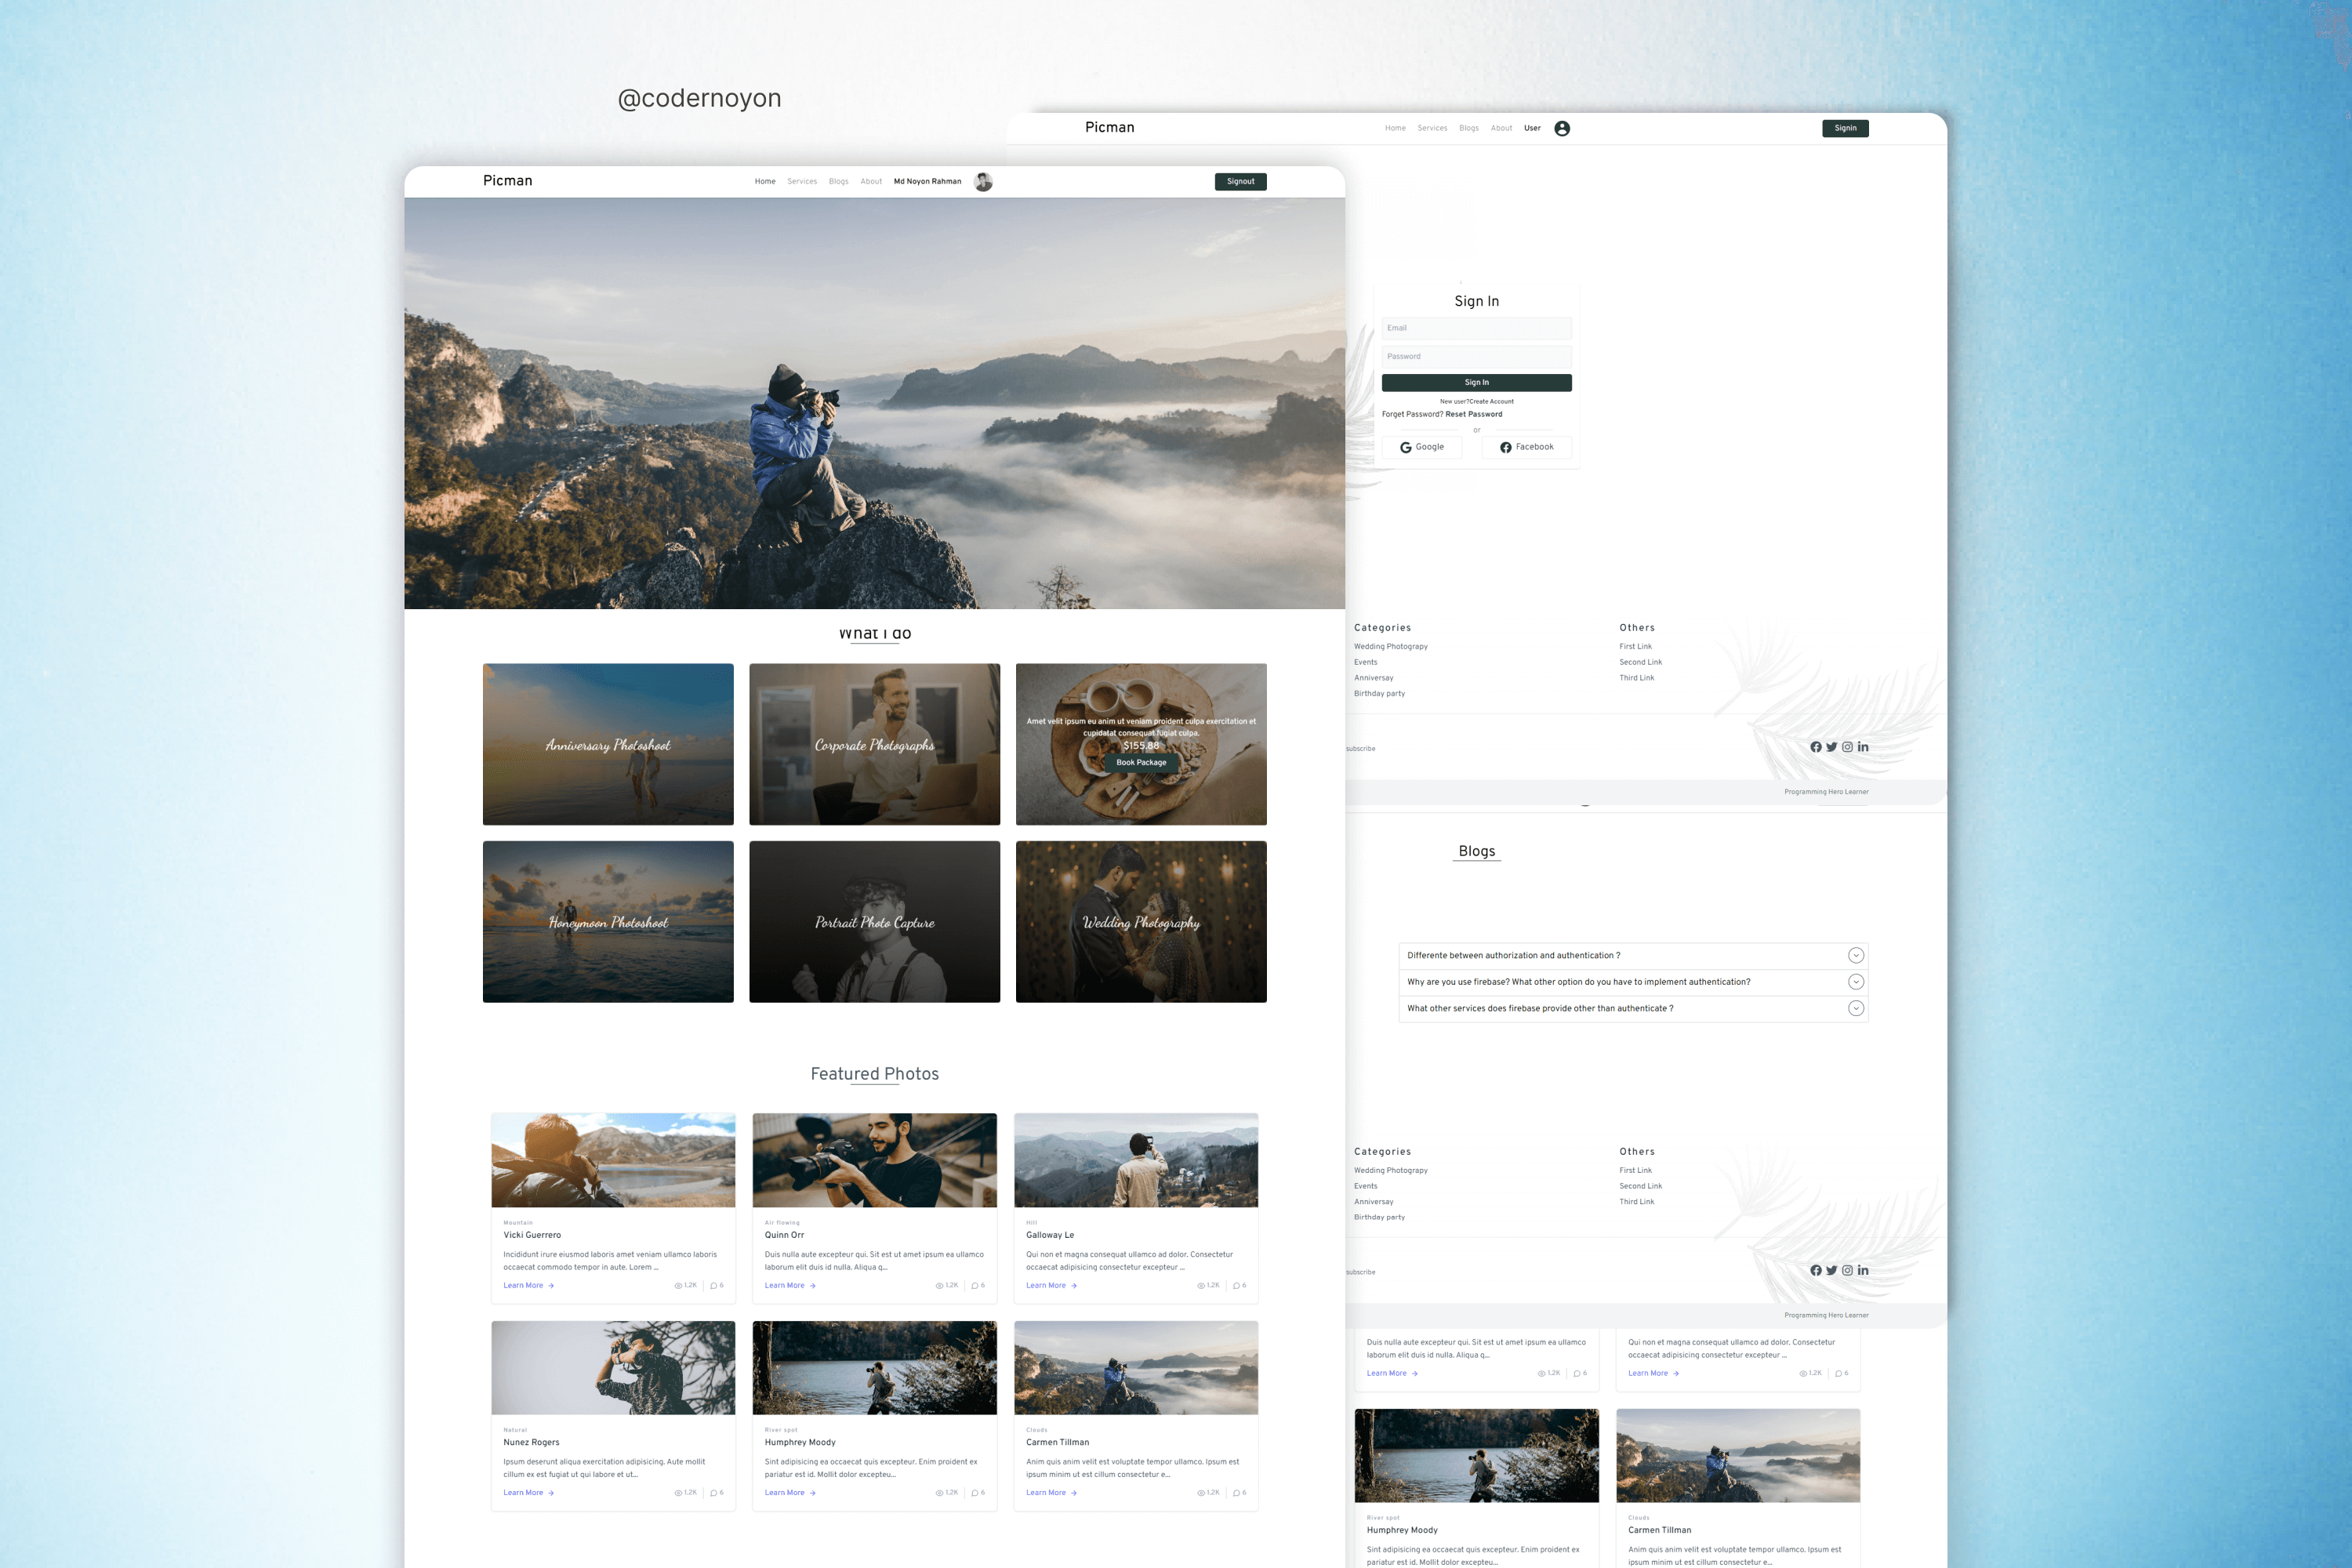 @codernoyon
Picman
Home Services Blogs About Md Noyon Rahman
Signout
What I do
Anniversary Photoshoot
Corporate Photographs
Amet velit ipsum eu anim ut veniam proident culpa exercitation et
cupidatat consequat fugiat culpa.
$155.88
Book Package
Honeymoon Photoshoot
Portrait Photo Capture
Wedding Photography
Featured Photos
Mountain
Vicki Guerrero
Incididunt irure eiusmod laboris amet veniam ullamco laboris
occaecat commodo tempor in aute. Lorem ...
Learn More → 1.2K 6
Air flowing
Quinn Orr
Duis nulla aute excepteur qui. Sit est ut amet ipsum ea ullamco
laborum elit duis id nulla. Aliqua q...
Learn More → 1.2K 6
Hill
Galloway Le
Qui non et magna consequat ullamco ad dolor. Consectetur
occaecat adipisicing consectetur excepteur ...
Learn More → 1.2K 6
Natural
Nunez Rogers
Ipsum deserunt aliqua exercitation adipisicing. Aute mollit
cillum ex est fugiat ut qui labore et ut...
Learn More → 1.2K 6
River spot
Humphrey Moody
Sint adipisicing ea occaecat quis excepteur. Enim proident ex
pariatur est id. Mollit dolor excepteu...
Learn More → 1.2K 6
Clouds
Carmen Tillman
Anim quis anim velit est voluptate tempor ullamco. Ipsum est
ipsum minim ut est cillum consectetur e...
Learn More → 1.2K 6
Picman
Home Services Blogs About User
Signin
Sign In
Email
Password
Sign In
New user?Create Account
Forget Password? Reset Password
or
Google
Facebook
Categories
Wedding Photograpy
Events
Anniversay
Birthday party
Others
First Link
Second Link
Third Link
subscribe
Programming Hero Learner
Blogs
Differente between authorization and authentication ?
Why are you use firebase? What other option do you have to implement authentication?
What other services does firebase provide other than authenticate ?
Categories
Wedding Photograpy
Events
Anniversay
Birthday party
Others
First Link
Second Link
Third Link
subscribe
Programming Hero Learner
Duis nulla aute excepteur qui. Sit est ut amet ipsum ea ullamco
laborum elit duis id nulla. Aliqua q...
Learn More → 1.2K 6
Qui non et magna consequat ullamco ad dolor. Consectetur
occaecat adipisicing consectetur excepteur ...
Learn More → 1.2K 6
River spot
Humphrey Moody
Sint adipisicing ea occaecat quis excepteur. Enim proident ex
pariatur est id. Mollit dolor excepteu...
Clouds
Carmen Tillman
Anim quis anim velit est voluptate tempor ullamco. Ipsum est
ipsum minim ut est cillum consectetur e...